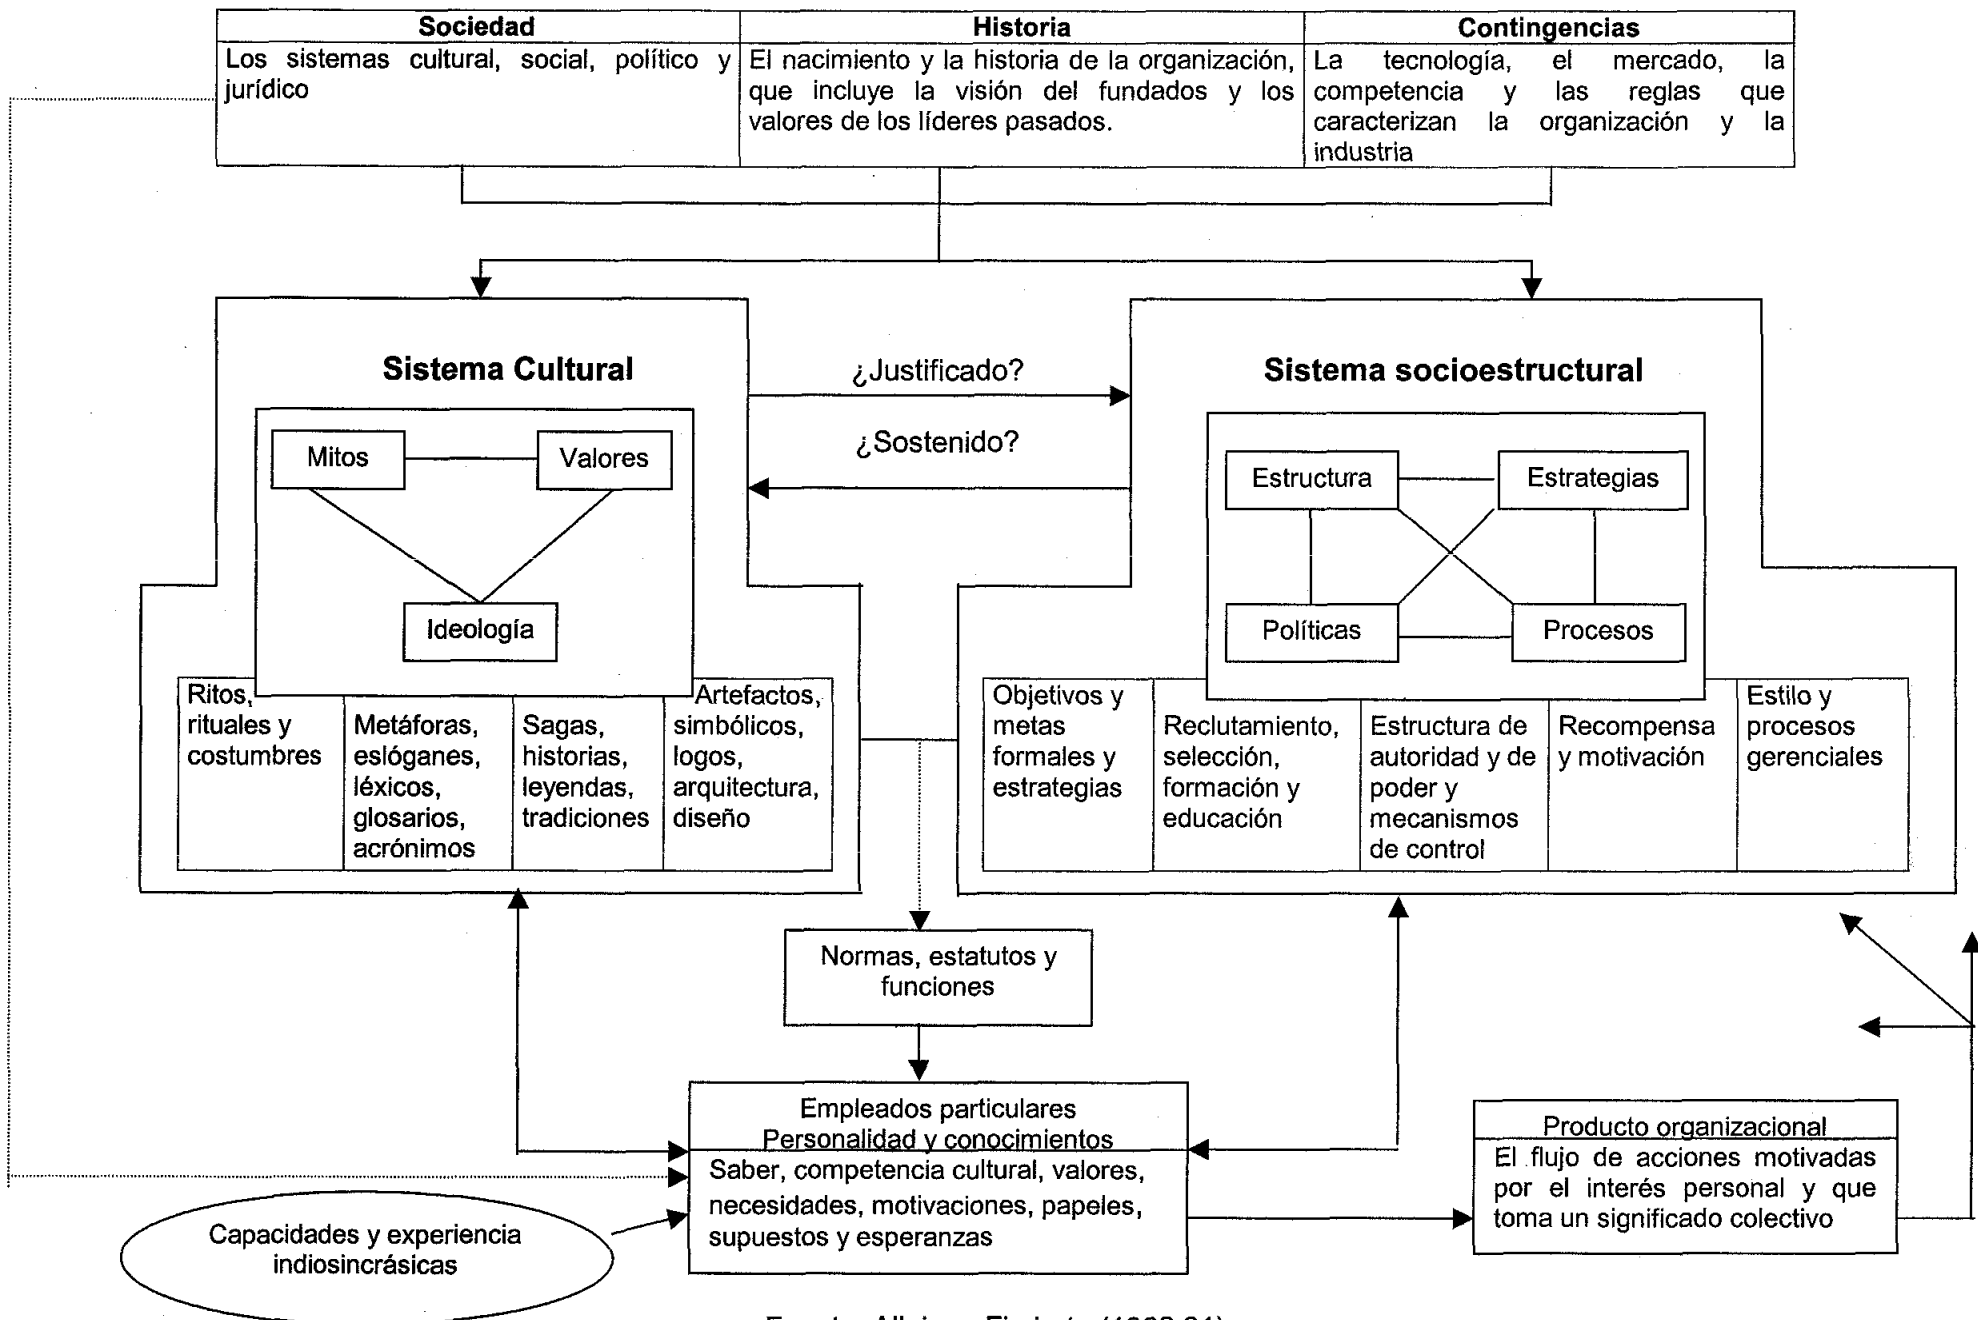 Sociedad
Los sistemas cultural, social, político y
jurídico
Historia
El nacimiento y la historia de la organización,
que incluye la visión del fundados y los
valores de los líderes pasados.
Contingencias
La tecnología, el mercado, la
competencia y las reglas que
caracterizan la organización y la
industria
Sistema Cultural
Mitos
Valores
Ideología
Ritos,
rituales y
costumbres
Metáforas,
eslóganes,
léxicos,
glosarios,
acrónimos
Sagas,
historias,
leyendas,
tradiciones
Artefactos,
simbólicos,
logos,
arquitectura,
diseño
¿Justificado?
¿Sostenido?
Sistema socioestructural
Estructura
Estrategias
Políticas
Procesos
Objetivos y
metas
formales y
estrategias
Reclutamiento,
selección,
formación y
educación
Estructura de
autoridad y de
poder y
mecanismos
de control
Recompensa
y motivación
Estilo y
procesos
gerenciales
Normas, estatutos y
funciones
Empleados particulares
Personalidad y conocimientos
Saber, competencia cultural, valores,
necesidades, motivaciones, papeles,
supuestos y esperanzas
Capacidades y experiencia
indiosincrásicas
Producto organizacional
El flujo de acciones motivadas
por el interés personal y que
toma un significado colectivo